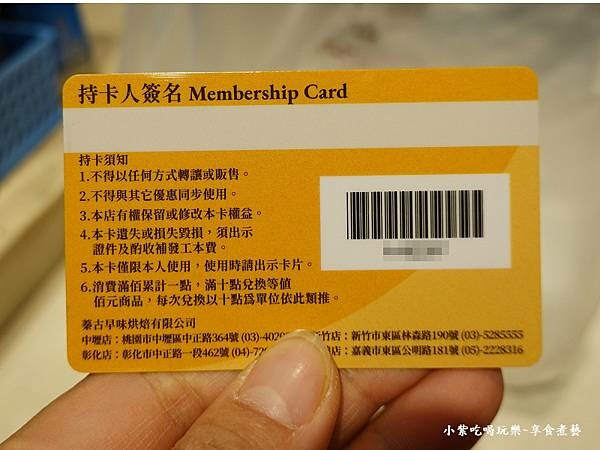 持卡人簽名 Membership Card
持卡須知
1.不得以任何方式轉讓或販售。
2.不得與其它優惠同步使用。
3.本店有權保留或修改本卡權益。
4.本卡遺失或損失毀損，須出示
證件及酌收補發工本費。
5.本卡僅限本人使用，使用時請出示卡片。
6.消費滿佰累計一點，滿十點兌換等值
佰元商品，每次兌換以十點為單位依此類推。
蓁古早味烘焙有限公司
中壢店：桃園市中壢區中正路364號 (03)-402 竹店：新竹市東區林森路190號 (03)-5285555
彰化店：彰化市中正路一段462號 (04)-72 店：嘉義市東區公明路181號 (05)-2228316
小紫吃喝玩樂~享食煮藝